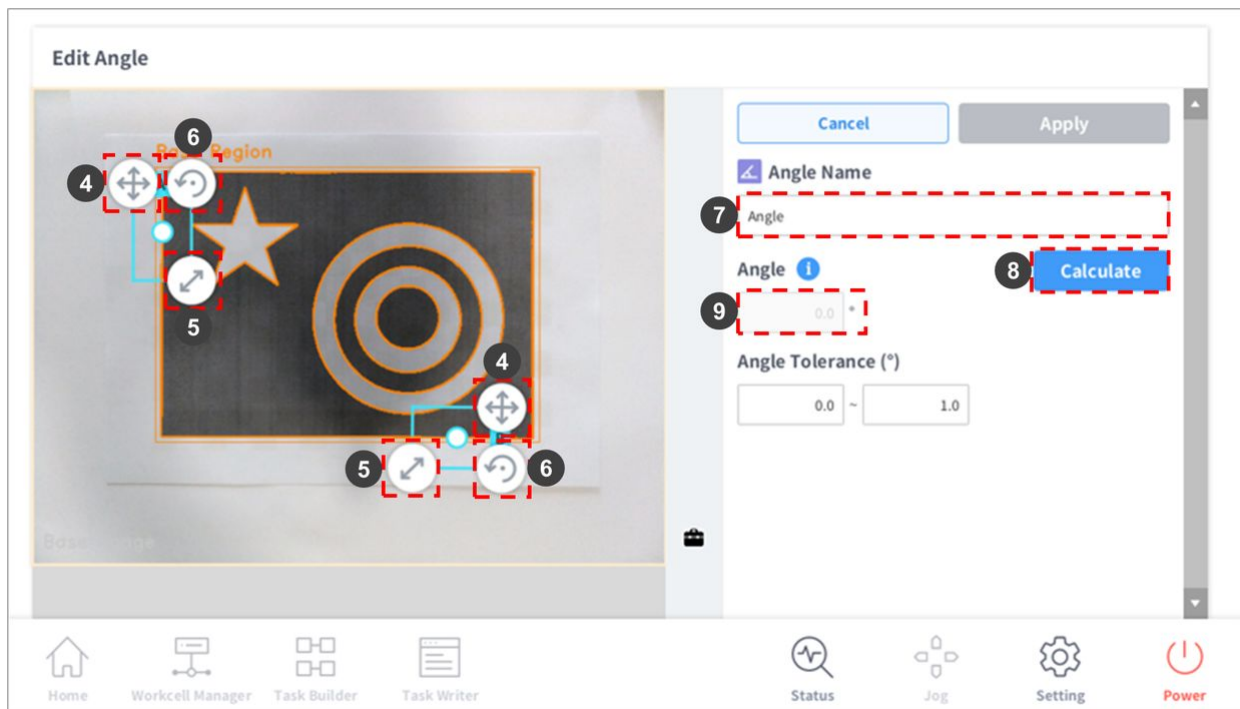 Edit Angle
6
Region
4
5
4
5
6
Cancel
Apply
Angle Name
7
Angle
Angle i
8
Calculate
9
0.0 °
Angle Tolerance (°)
0.0 ~ 1.0
Home
Workcell Manager
Task Builder
Task Writer
Status
Jog
Setting
Power